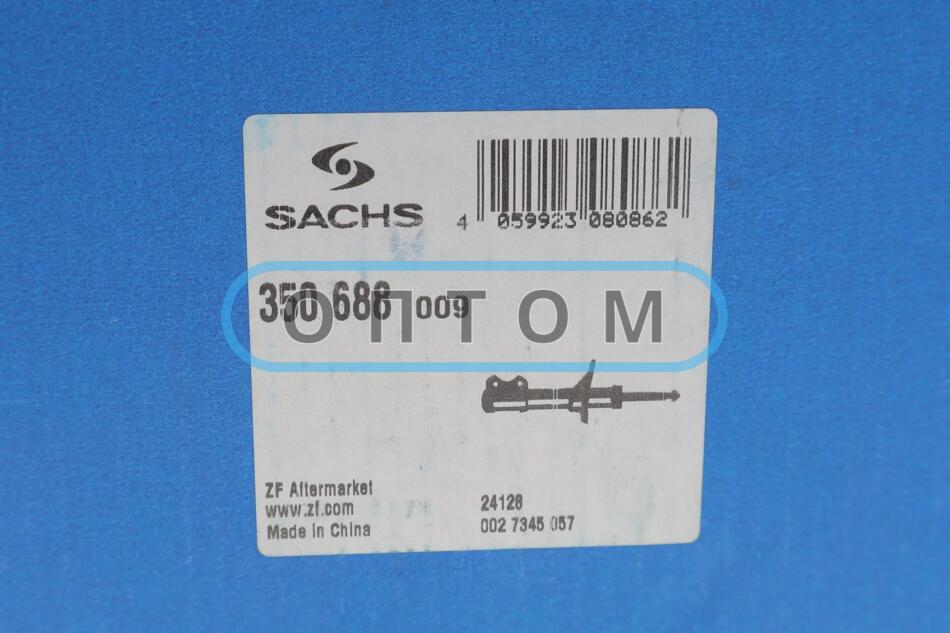 SACHS
4 059923 080862
350 688 009
ОПТОМ
ZF Aftermarket
www.zf.com
Made in China
24128
002 7345 057